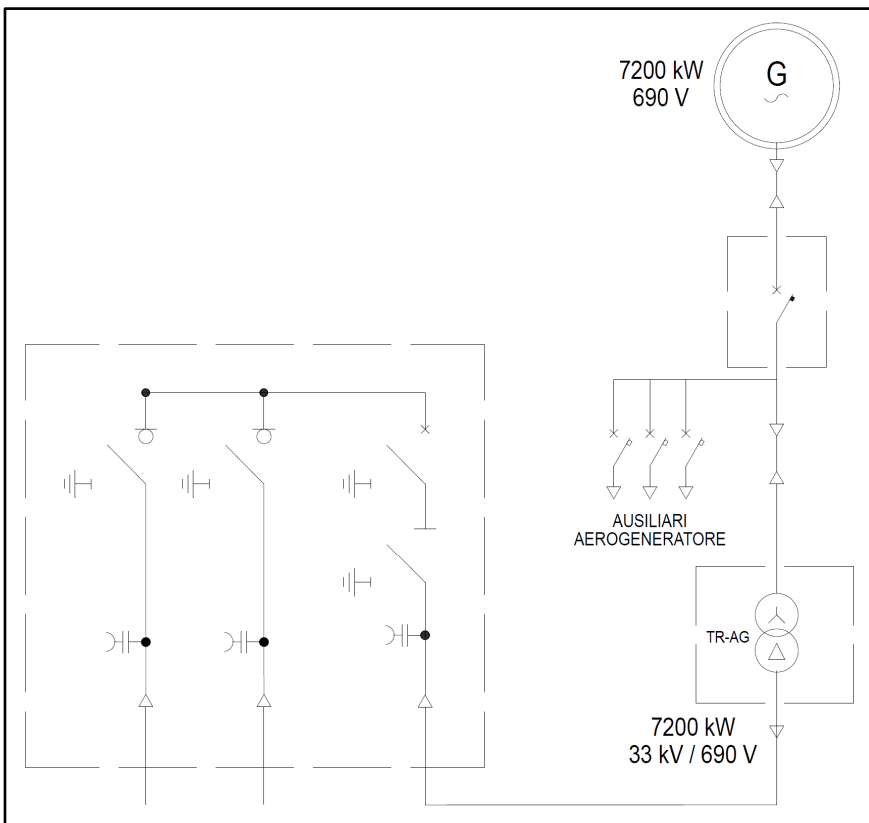 7200 kW
690 V
G
AUSILIARI
AEROGENERATORE
TR-AG
7200 kW
33 kV / 690 V